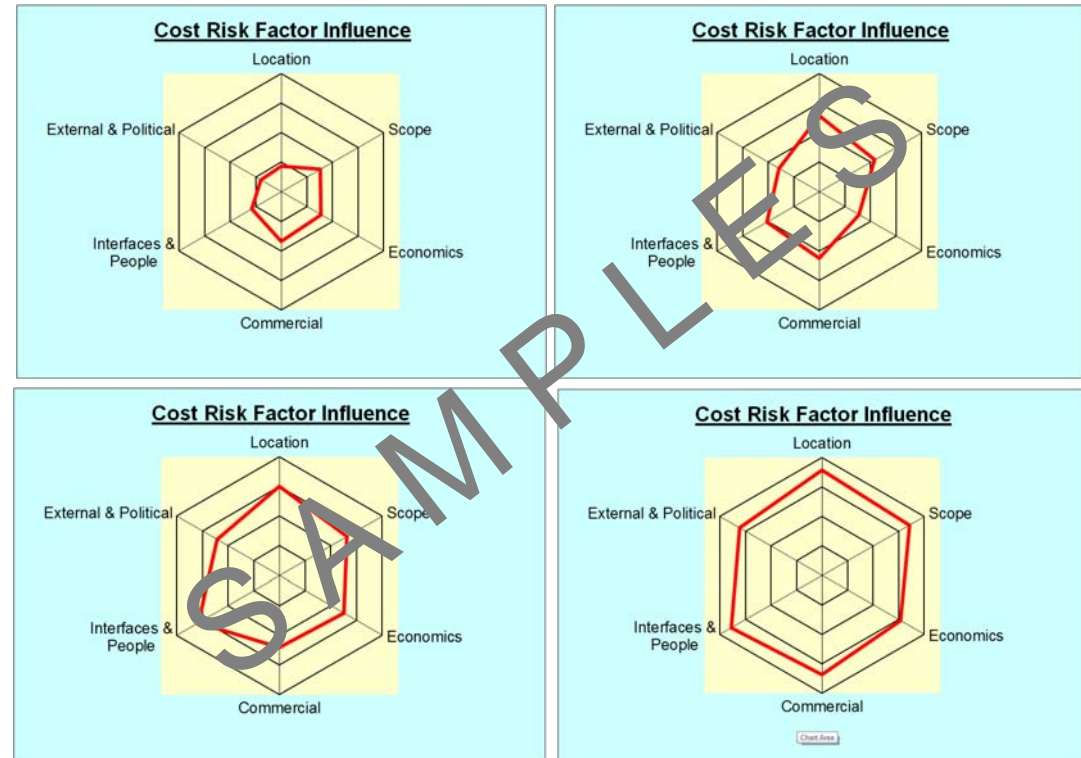 Cost Risk Factor Influence
Location
External & Political
Scope
Interfaces &
People
Economics
Commercial
Cost Risk Factor Influence
Location
External & Political
Scope
Interfaces &
People
Economics
Commercial
Cost Risk Factor Influence
Location
External & Political
Scope
Interfaces &
People
Economics
Commercial
Cost Risk Factor Influence
Location
External & Political
Scope
Interfaces &
People
Economics
Commercial
Chart Area
SAMPLES